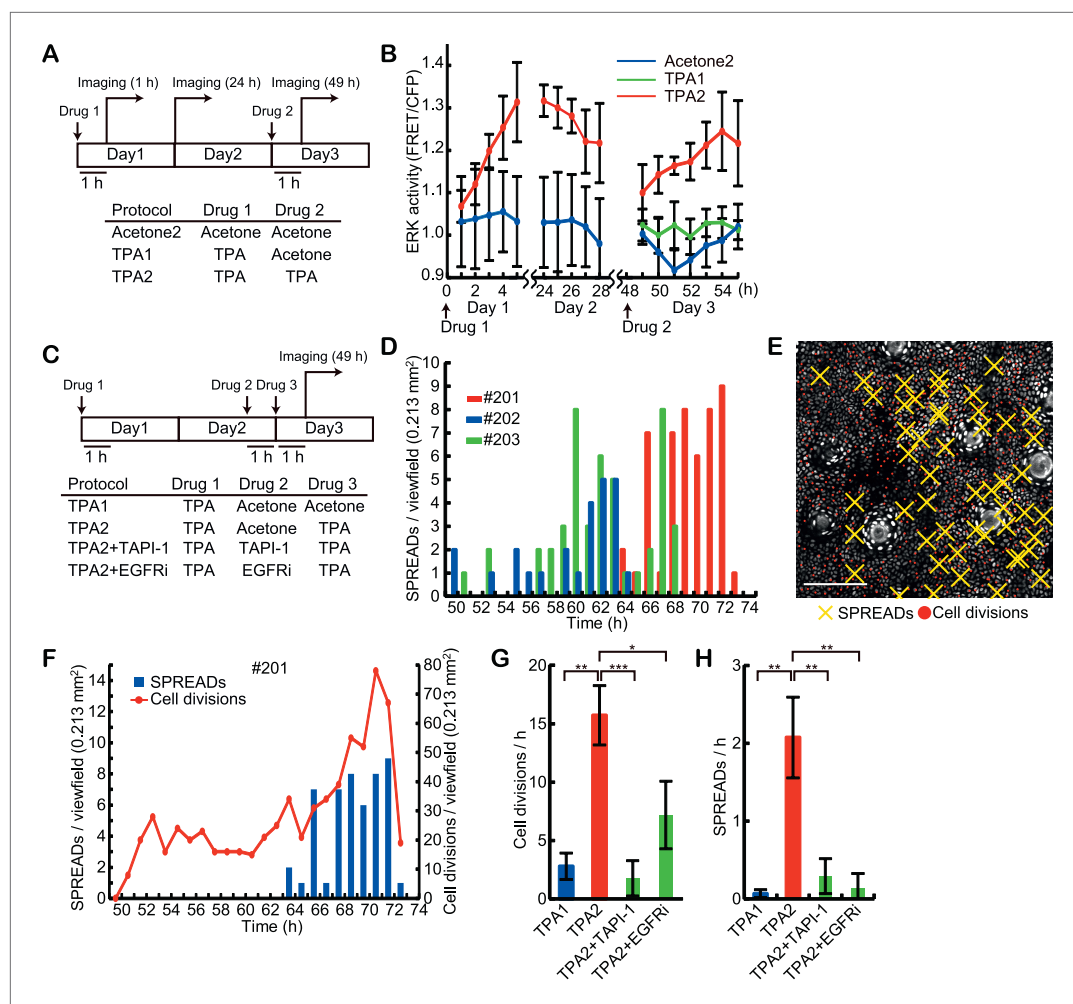 A
Imaging (1 h) Imaging (24 h) Imaging (49 h)
Drug 1 Drug 2
Day1 Day2 Day3
1 h 1 h
Protocol Drug 1 Drug 2
Acetone2 Acetone Acetone
TPA1 TPA Acetone
TPA2 TPA TPA
B
Acetone2
TPA1
TPA2
ERK activity (FRET/CFP)
1.4
1.3
1.2
1.1
1.0
0.9
0 2 4 24 26 28 48 50 52 54 (h)
Day 1 Day 2 Day 3
Drug 1 Drug 2
C
Imaging (49 h)
Drug 1 Drug 2 Drug 3
Day1 Day2 Day3
1 h 1 h 1 h
Protocol Drug 1 Drug 2 Drug 3
TPA1 TPA Acetone Acetone
TPA2 TPA Acetone TPA
TPA2+TAPI-1 TPA TAPI-1 TPA
TPA2+EGFRi TPA EGFRi TPA
D
SPREADs / viewfield (0.213 mm²)
10
9
8
7
6
5
4
3
2
1
0
#201
#202
#203
50 52 54 56 58 60 62 64 66 68 70 72 74
Time (h)
E
SPREADs Cell divisions
F
#201
SPREADs
Cell divisions
SPREADs / viewfield (0.213 mm²)
14
12
10
8
6
4
2
0
80
70
60
50
40
30
20
10
0
Cell divisions / viewfield (0.213 mm²)
50 52 54 56 58 60 62 64 66 68 70 72 74
Time (h)
G
Cell divisions / h
20
15
10
5
0
** *** *
TPA1 TPA2 TPA2+TAPI-1 TPA2+EGFRi
H
SPREADs / h
3
2
1
0
** ** **
TPA1 TPA2 TPA2+TAPI-1 TPA2+EGFRi